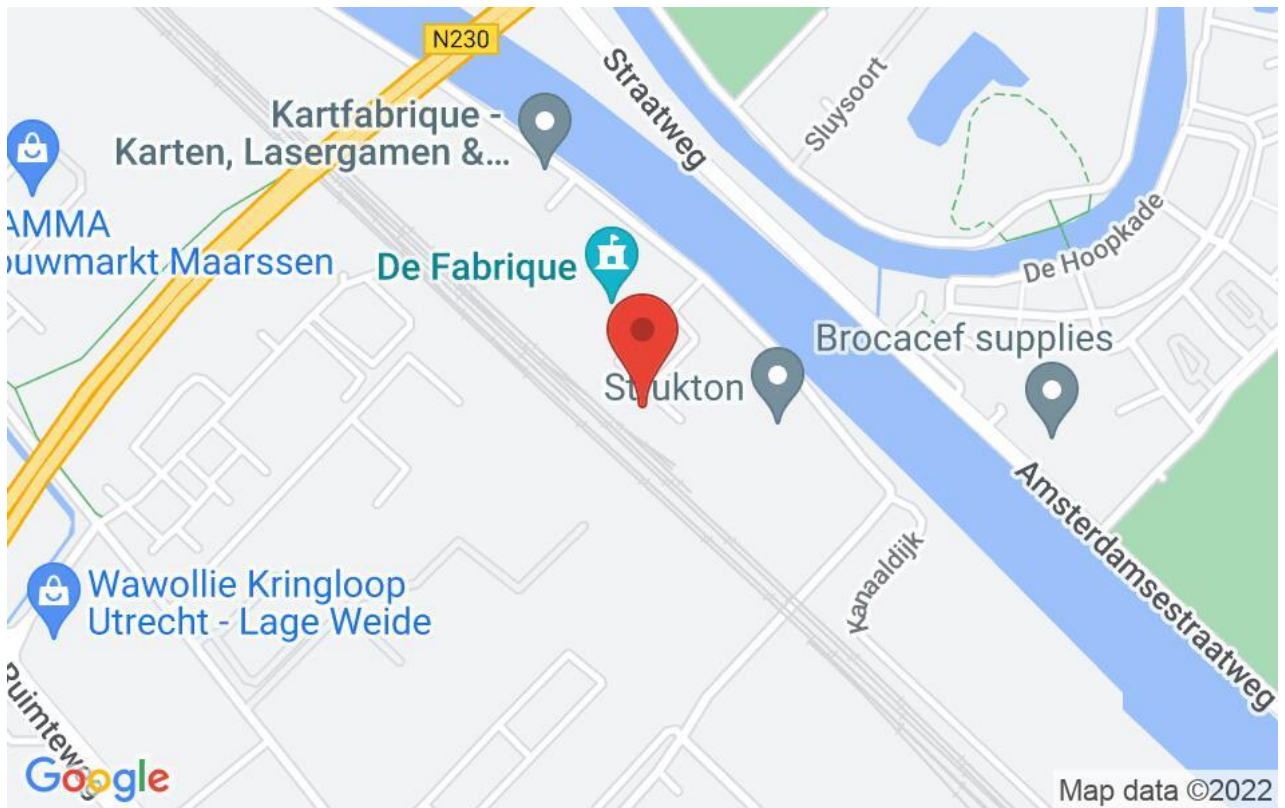 N230
Straatweg
Sluysoort
Kartfabrique -
Karten, Lasergamen &...
AMMA
ouwmarkt Maarssen
De Fabrique
De Hoopkade
Brocacef supplies
Strukton
Amsterdamsestraatweg
Kanaaldijk
Wawollie Kringloop
Utrecht - Lage Weide
Ruimteweg
Google
Map data ©2022